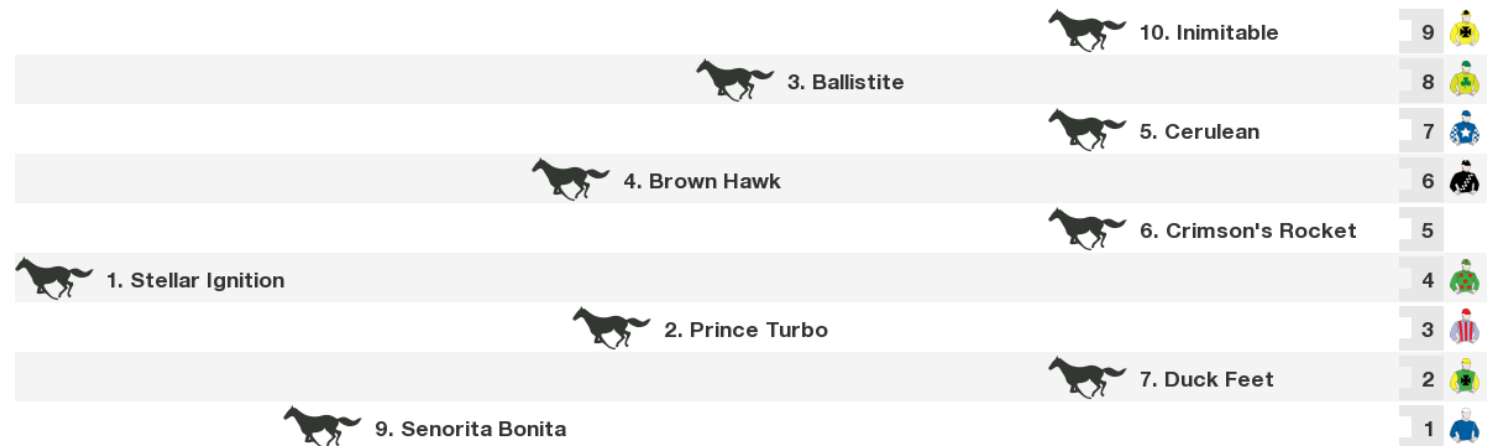 10. Inimitable 9
3. Ballistite 8
5. Cerulean 7
4. Brown Hawk 6
6. Crimson's Rocket 5
1. Stellar Ignition 4
2. Prince Turbo 3
7. Duck Feet 2
9. Senorita Bonita 1